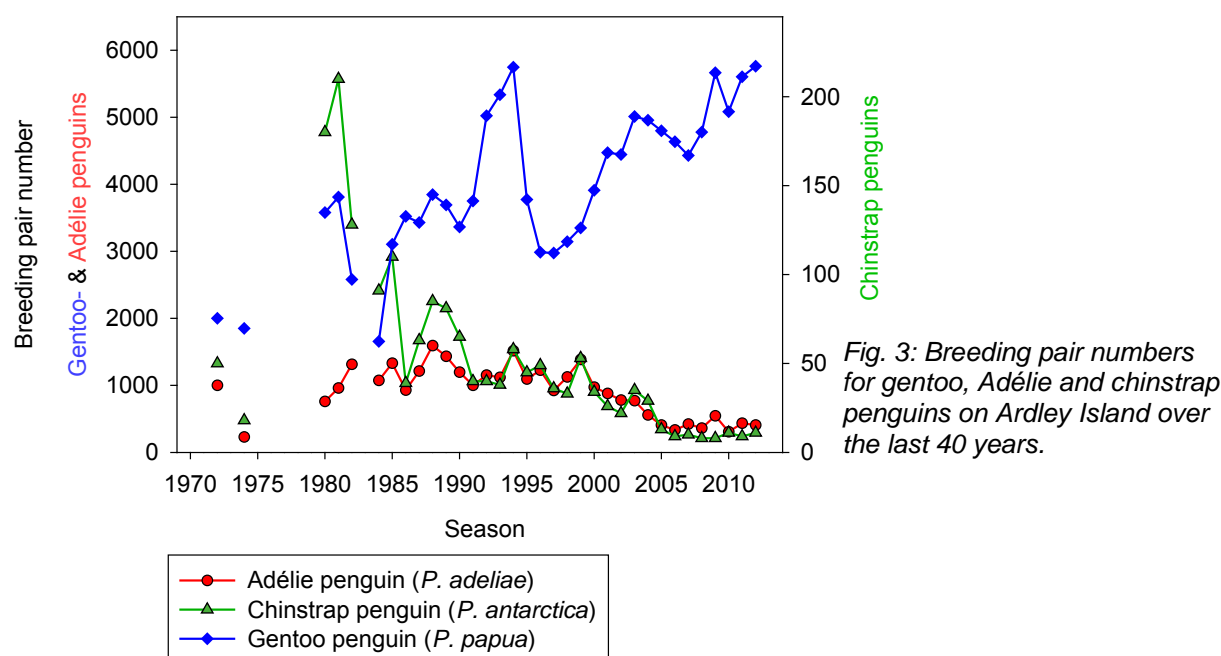 Breeding pair number
Gentoo- & Adélie penguins
6000
5000
4000
3000
2000
1000
0
200
150
100
50
0
Chinstrap penguins
1970 1975 1980 1985 1990 1995 2000 2005 2010
Season
Fig. 3: Breeding pair numbers
for gentoo, Adélie and chinstrap
penguins on Ardley Island over
the last 40 years.
Adélie penguin (P. adeliae)
Chinstrap penguin (P. antarctica)
Gentoo penguin (P. papua)